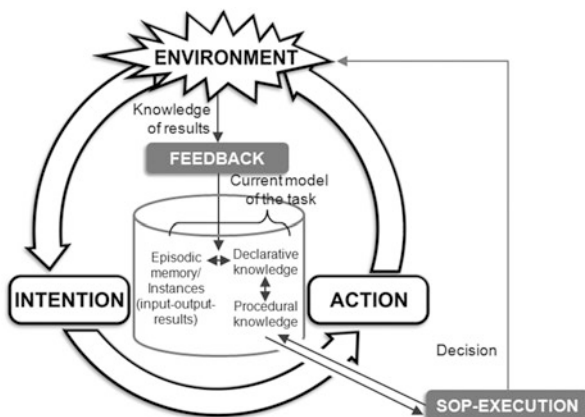 ENVIRONMENT
Knowledge
of results
FEEDBACK
Current model
of the task
Episodic
memory/
Instances
(input-output-
results)
Declarative
knowledge
Procedural
knowledge
INTENTION
ACTION
Decision
SOP-EXECUTION